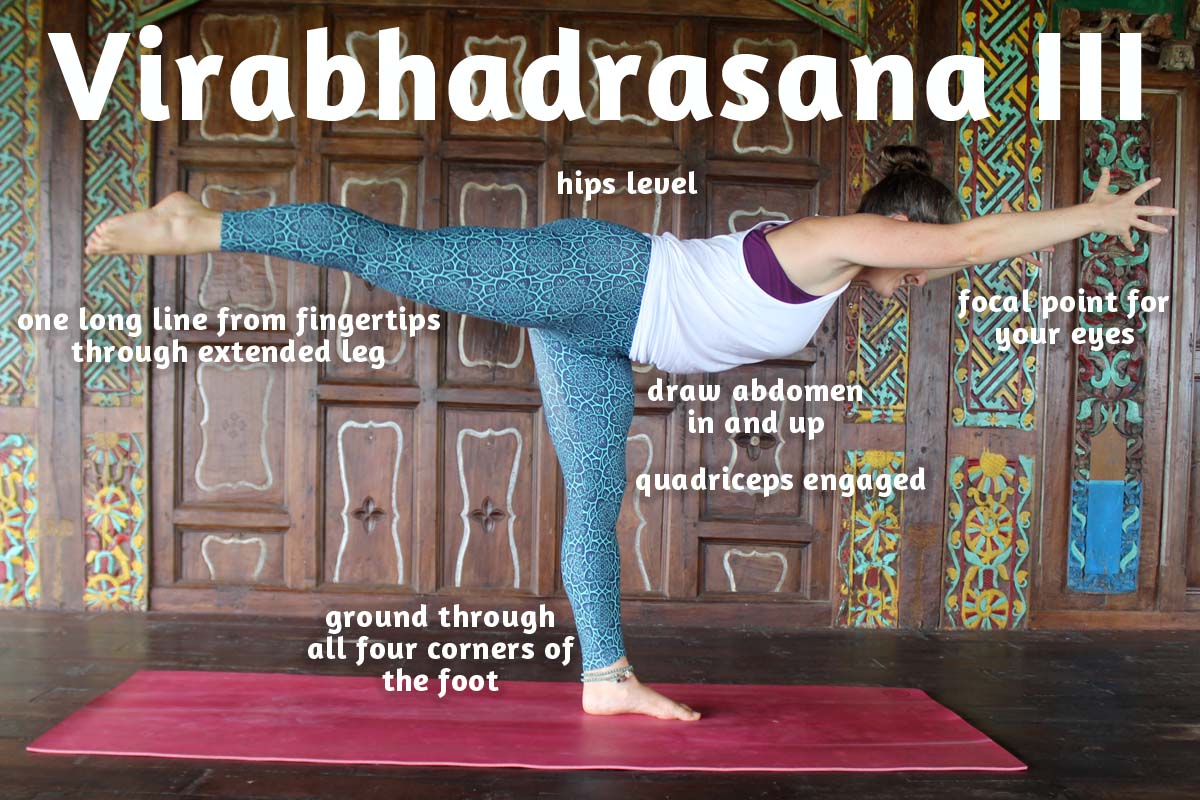 Virabhadrasana III
hips level
one long line from fingertips
through extended leg
focal point for
your eyes
draw abdomen
in and up
quadriceps engaged
ground through
all four corners of
the foot